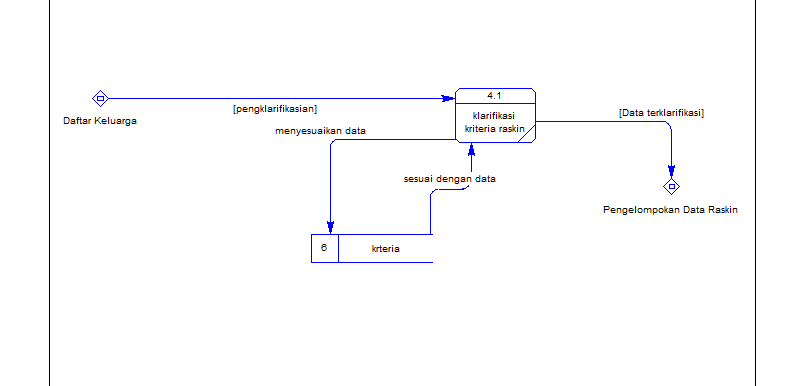 4.1
klarifikasi
kriteria raskin
[pengklarifikasian]
[Data terklarifikasi]
Daftar Keluarga
menyesuaikan data
sesuai dengan data
Pengelompokan Data Raskin
6
krteria